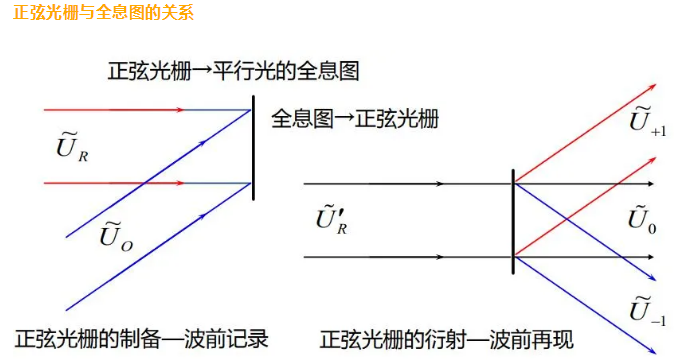 正弦光栅与全息图的关系
正弦光栅→平行光的全息图
全息图→正弦光栅
Ũ_R
Ũ_O
Ũ′_R
Ũ_{+1}
Ũ_0
Ũ_{−1}
正弦光栅的制备—波前记录
正弦光栅的衍射—波前再现